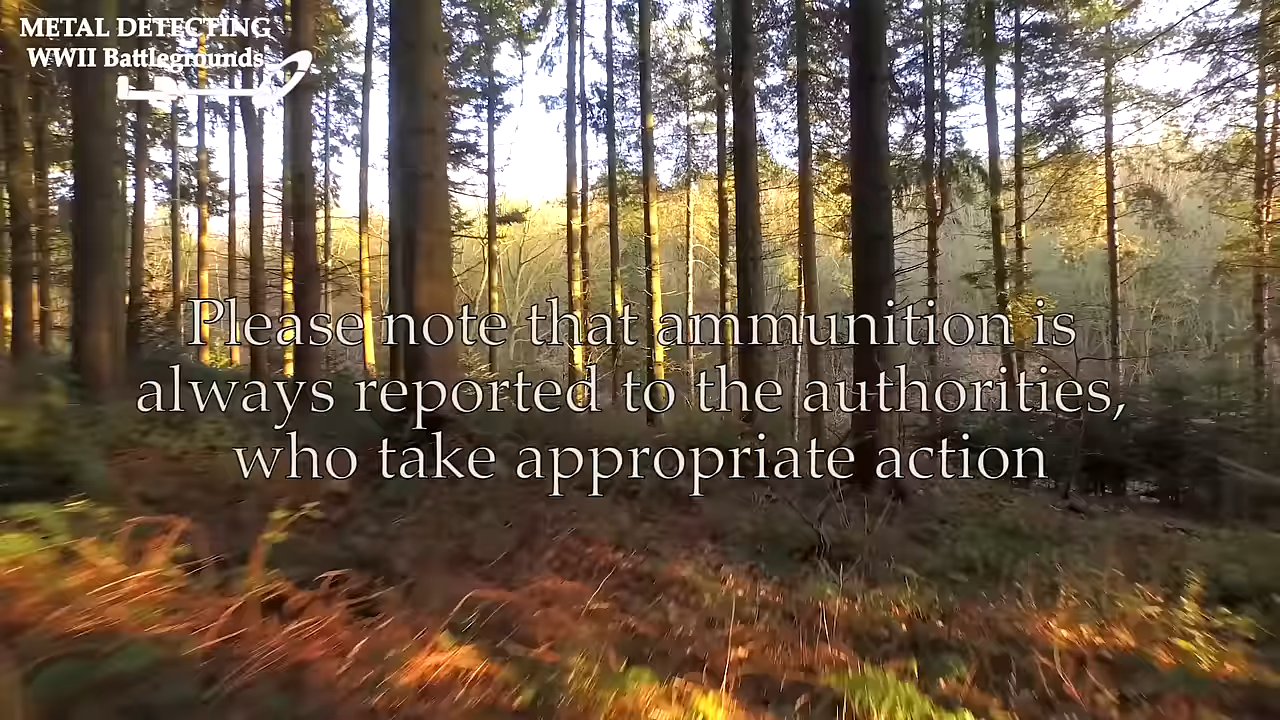 METAL DETECTING
WWII Battlegrounds
Please note that ammunition is
always reported to the authorities,
who take appropriate action